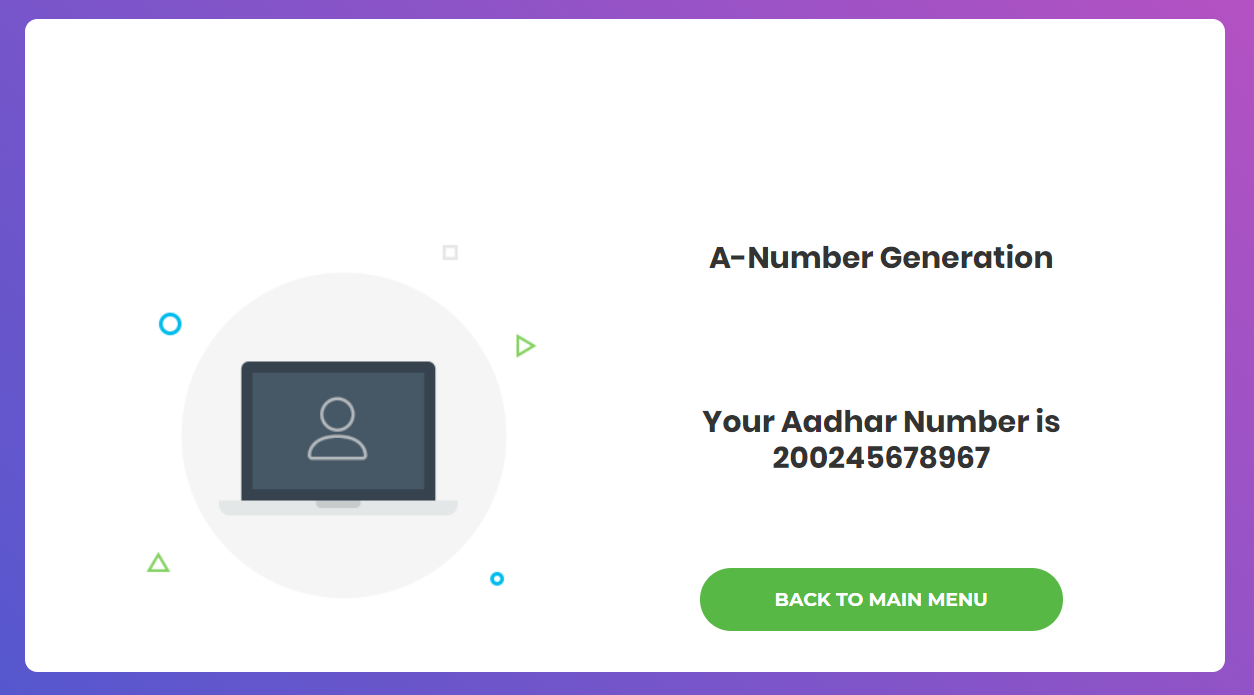 A-Number Generation
Your Aadhar Number is
200245678967
BACK TO MAIN MENU